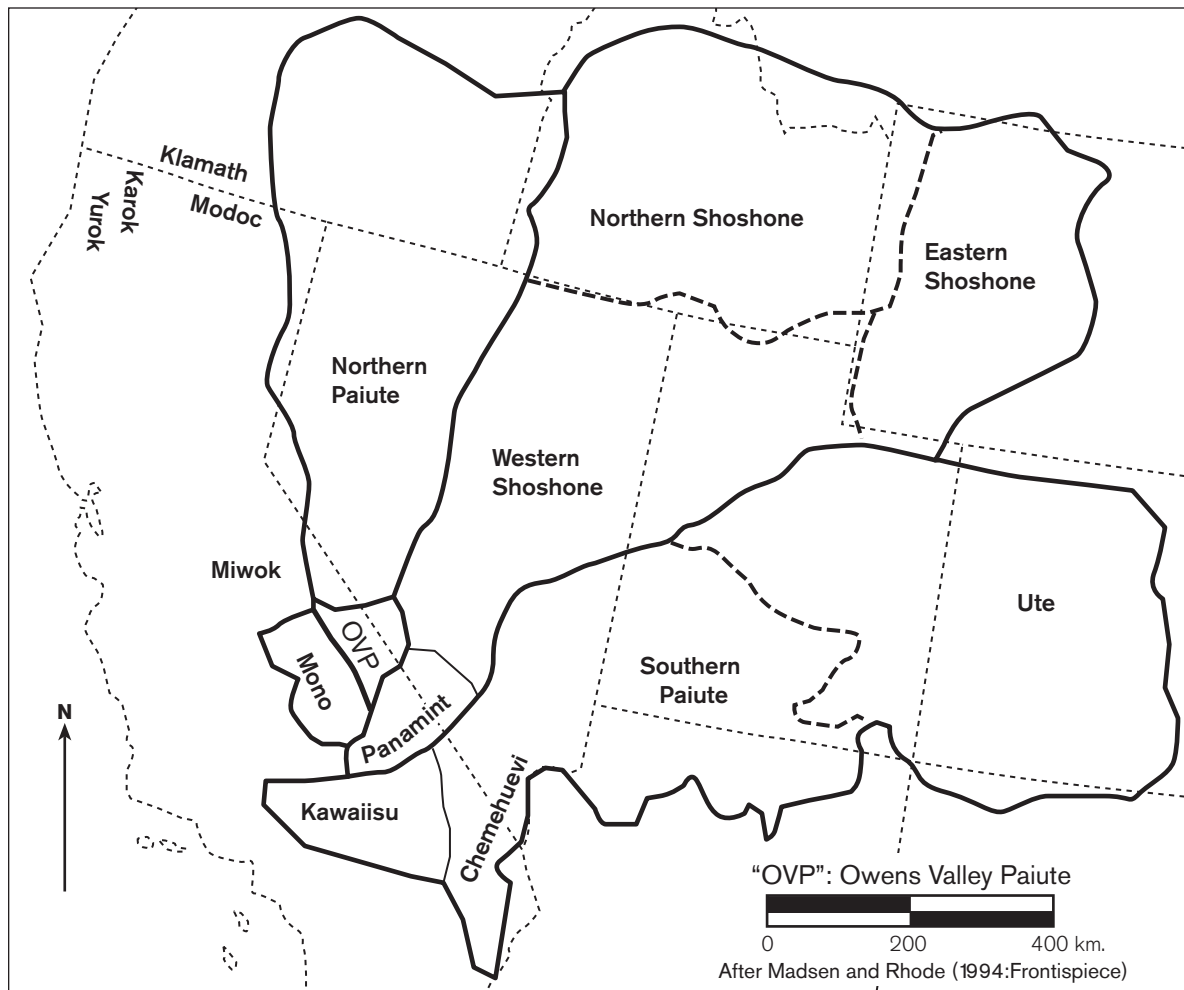 Klamath
Modoc
Karok
Yurok
Northern Shoshone
Eastern
Shoshone
Northern
Paiute
Western
Shoshone
Miwok
OVP
Mono
Ute
Southern
Paiute
N
Panamint
Kawaiisu
Chemehuevi
“OVP”: Owens Valley Paiute
0 200 400 km.
After Madsen and Rhode (1994:Frontispiece)